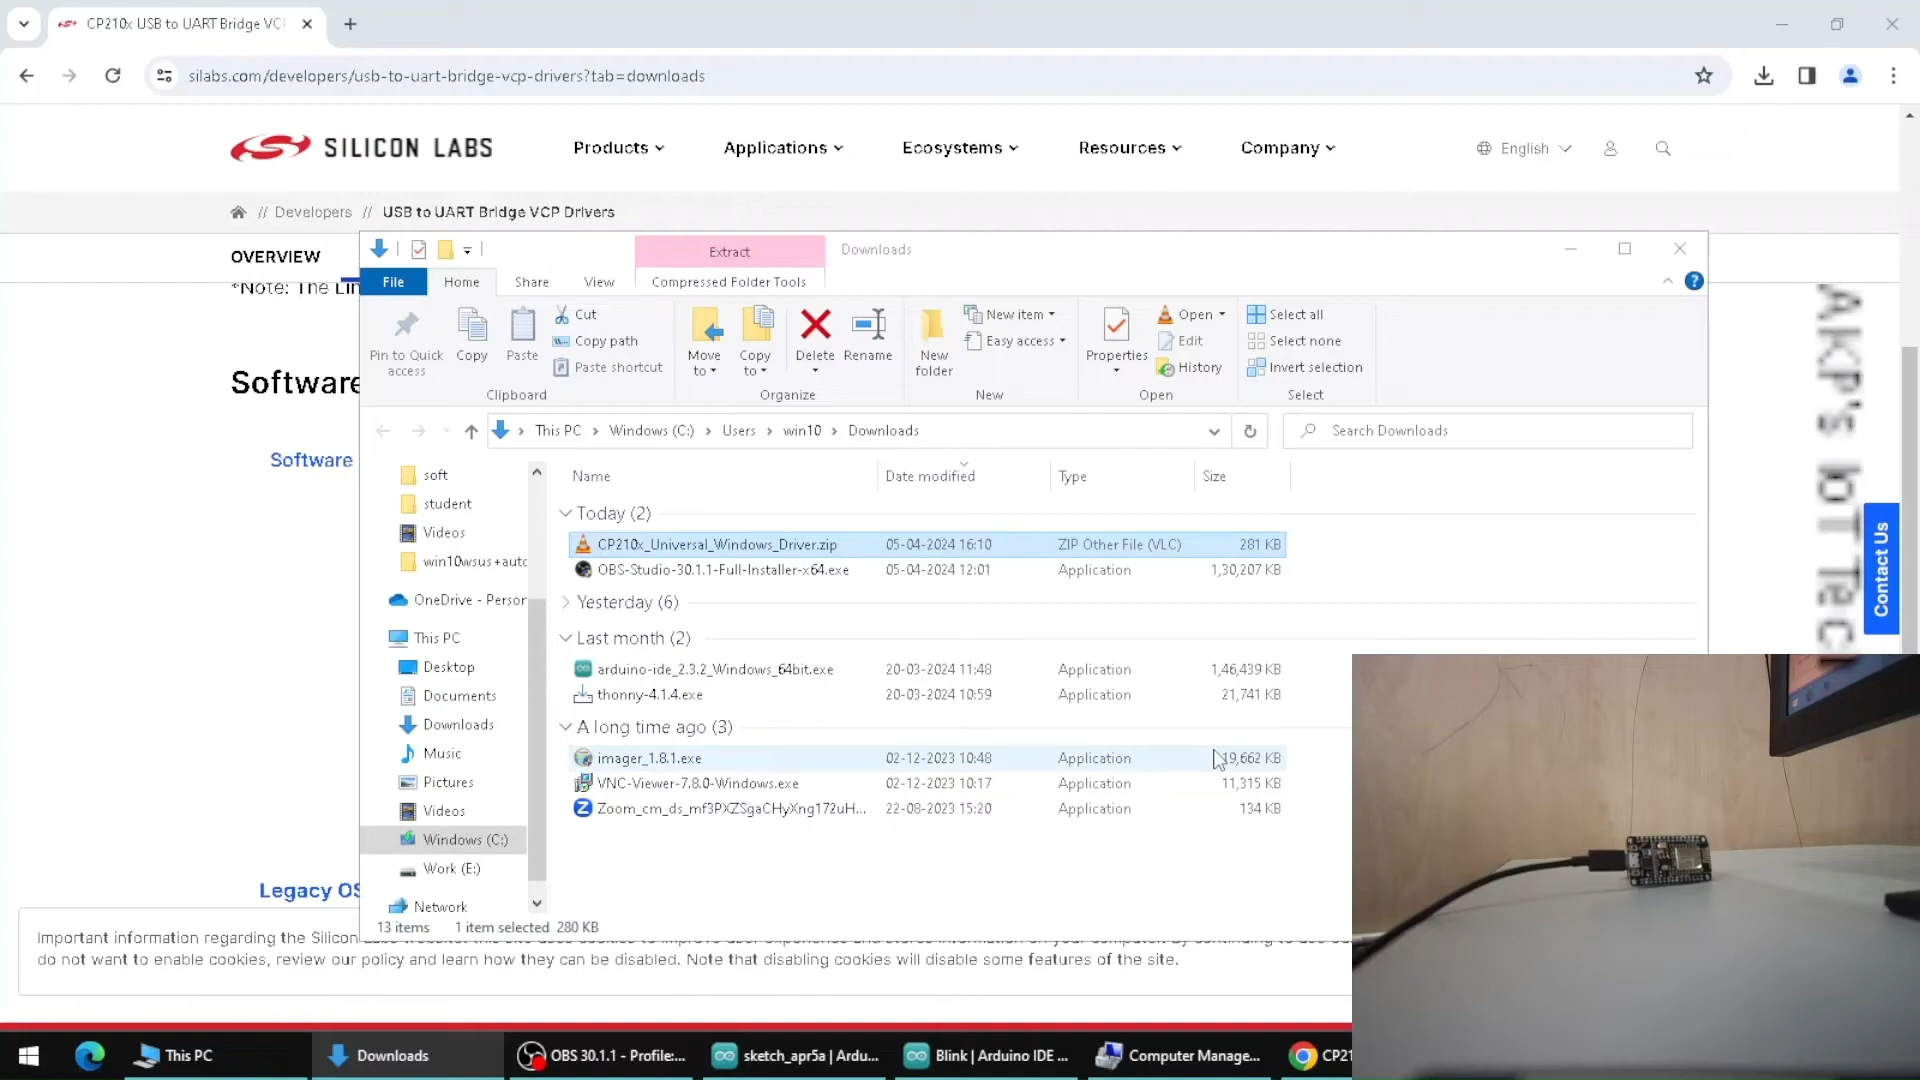 CP210x USB to UART Bridge VCP
silabs.com/developers/usb-to-uart-bridge-vcp-drivers?tab=downloads
SILICON LABS
Products
Applications
Ecosystems
Resources
Company
English
// Developers // USB to UART Bridge VCP Drivers
OVERVIEW
*Note: The
Software
Software
Legacy OS
Extract
Downloads
File
Home
Share
View
Compressed Folder Tools
Pin to Quick access
Copy
Paste
Cut
Copy path
Paste shortcut
Clipboard
Move to
Copy to
Delete
Rename
Organize
New folder
New item
Easy access
New
Properties
Open
Edit
History
Open
Select all
Select none
Invert selection
Select
This PC > Windows (C:) > Users > win10 > Downloads
Search Downloads
soft
student
Videos
win10wsus+auto
OneDrive - Person
This PC
Desktop
Documents
Downloads
Music
Pictures
Videos
Windows (C:)
Work (E:)
Network
Name Date modified Type Size
Today (2)
CP210x_Universal_Windows_Driver.zip 05-04-2024 16:10 ZIP Other File (VLC) 281 KB
OBS-Studio-30.1.1-Full-Installer-x64.exe 05-04-2024 12:01 Application 1,30,207 KB
Yesterday (6)
Last month (2)
arduino-ide_2.3.2_Windows_64bit.exe 20-03-2024 11:48 Application 1,46,439 KB
thonny-4.1.4.exe 20-03-2024 10:59 Application 21,741 KB
A long time ago (3)
imager_1.8.1.exe 02-12-2023 10:48 Application 19,662 KB
VNC-Viewer-7.8.0-Windows.exe 02-12-2023 10:17 Application 11,315 KB
Zoom_cm_ds_mf3PXZSgaCHyXng172uH... 22-08-2023 15:20 Application 134 KB
13 items 1 item selected 280 KB
AKP's IoT Tac
Contact Us
Important information regarding the Silicon
do not want to enable cookies, review our policy and learn how they can be disabled. Note that disabling cookies will disable some features of the site.
This PC
Downloads
OBS 30.1.1 - Profile:...
sketch_apr5a | Ardu...
Blink | Arduino IDE ...
Computer Manage...
CP21